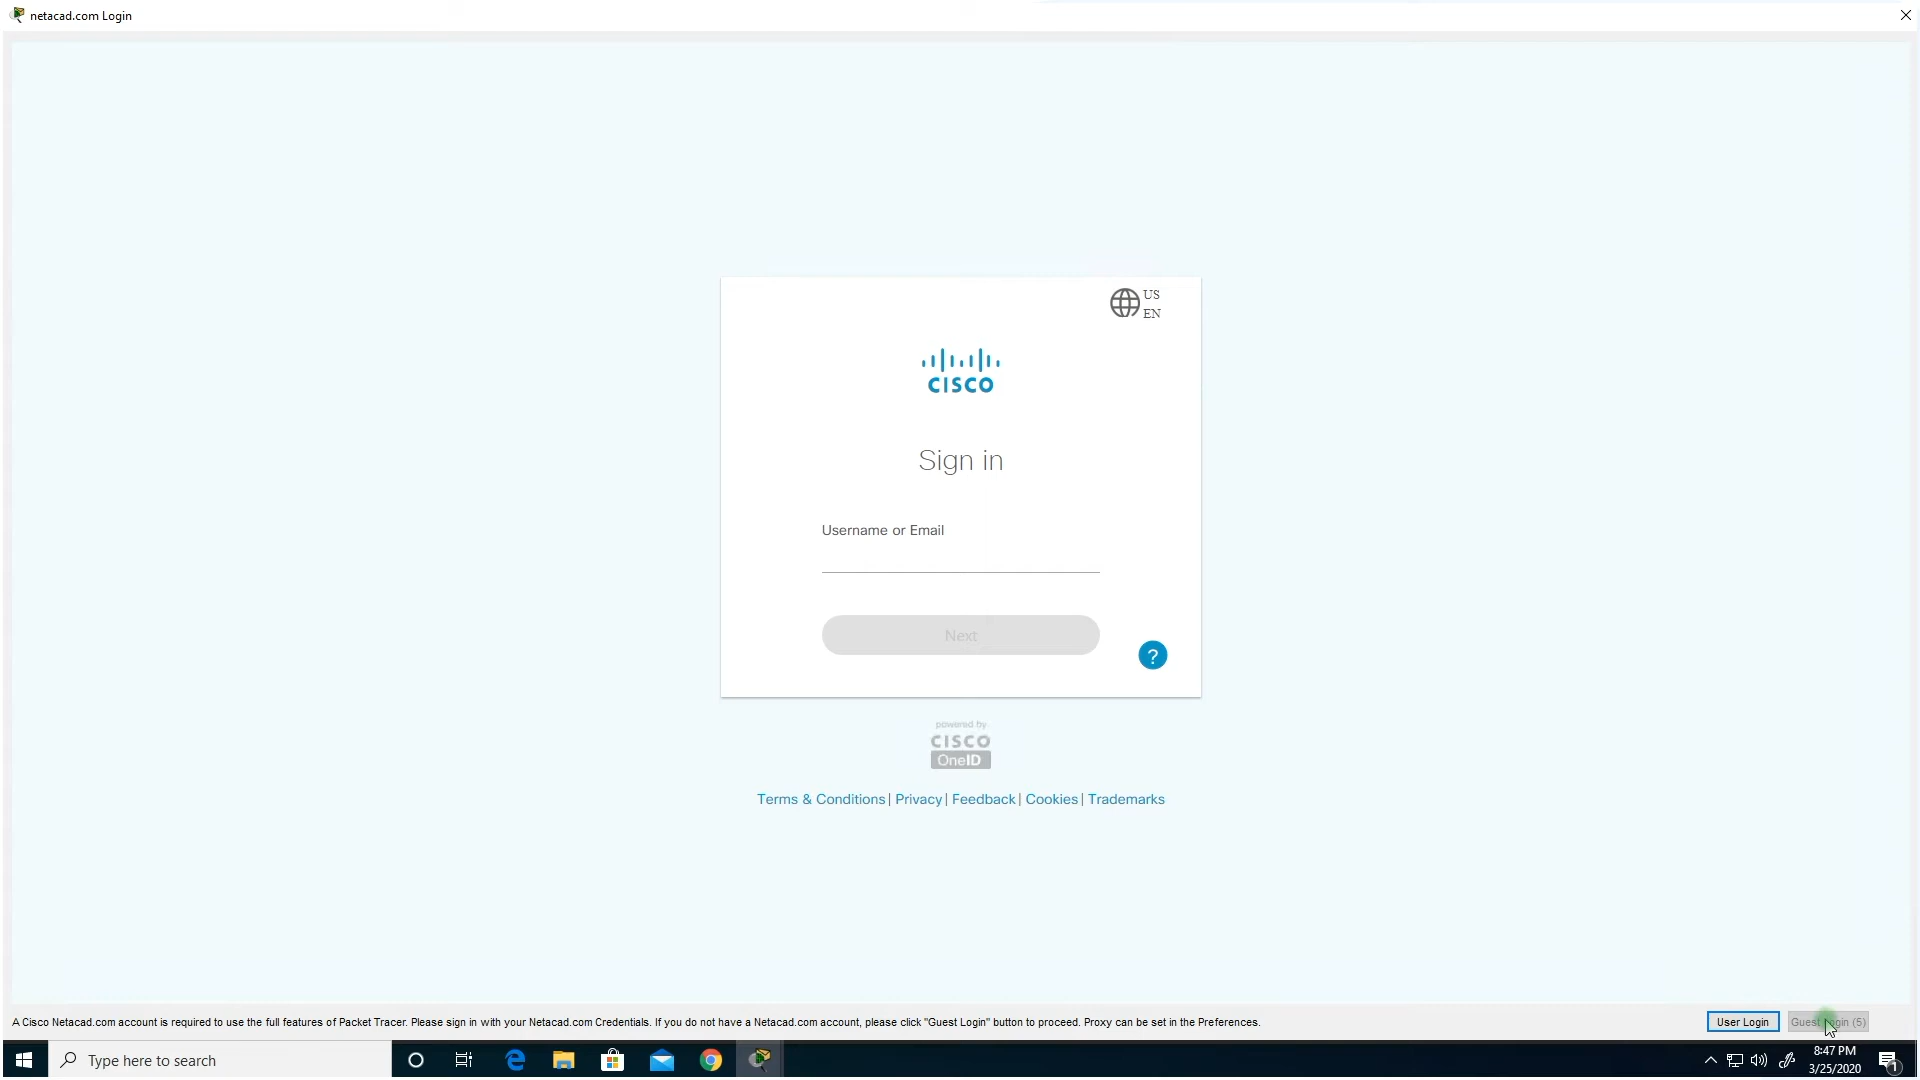 netacad.com Login
US
EN
CISCO
Sign in
Username or Email
Next
?
powered by
CISCO
OneID
Terms & Conditions | Privacy | Feedback | Cookies | Trademarks
A Cisco Netacad.com account is required to use the full features of Packet Tracer. Please sign in with your Netacad.com Credentials. If you do not have a Netacad.com account, please click "Guest Login" button to proceed. Proxy can be set in the Preferences.
User Login
Guest Login (5)
Type here to search
8:47 PM
3/25/2020
1